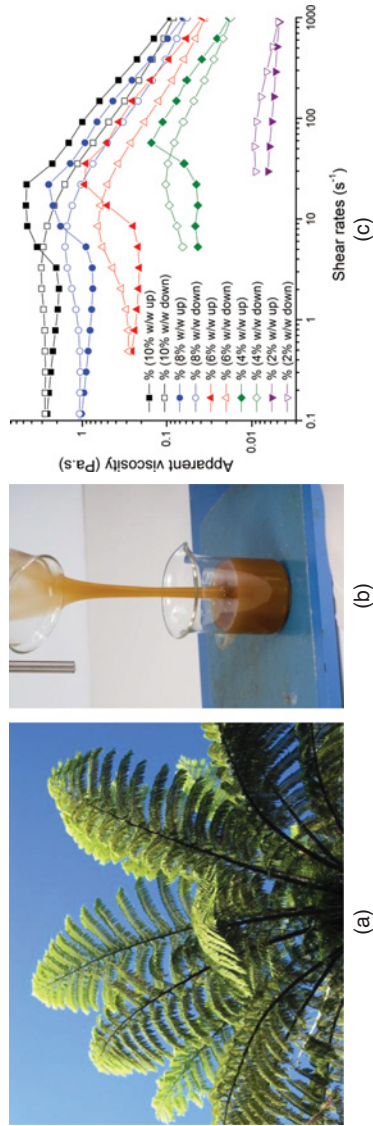 (a)
(b)
Apparent viscosity (Pa.s)
1
0.1
0.01
% (10% w/w up)
% (10% w/w down)
% (8% w/w up)
% (8% w/w down)
% (6% w/w up)
% (6% w/w down)
% (4% w/w up)
% (4% w/w down)
% (2% w/w up)
% (2% w/w down)
0.1 1 10 100 1000
Shear rates (s⁻¹)
(c)